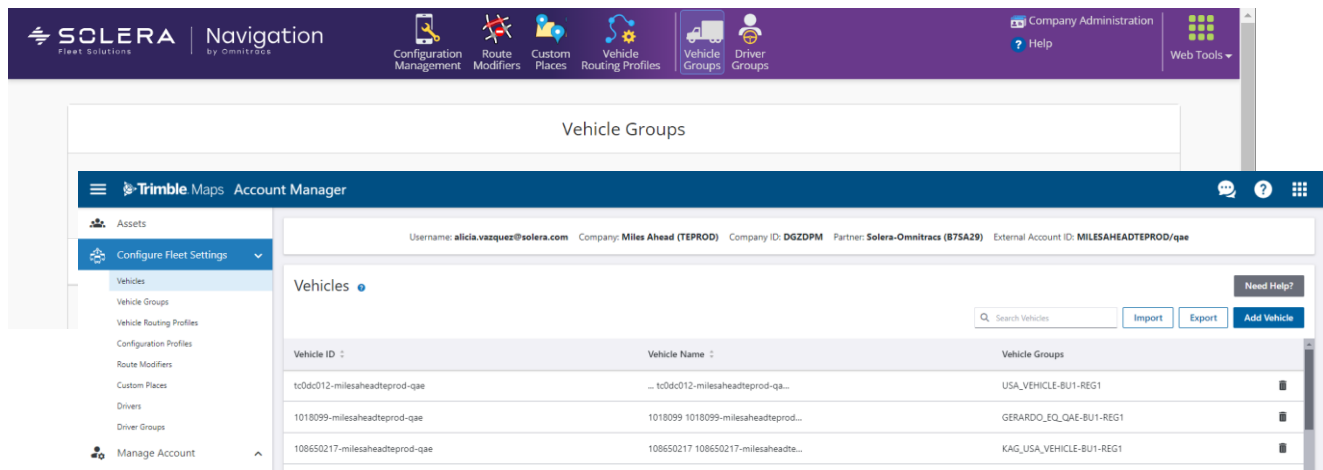 SOLERA
Fleet Solutions
Navigation
by Omnitracs
Configuration
Management
Route
Modifiers
Custom
Places
Vehicle
Routing Profiles
Vehicle
Groups
Driver
Groups
Company Administration
Help
Web Tools
Vehicle Groups
Trimble Maps Account Manager
Assets
Configure Fleet Settings
Vehicles
Vehicle Groups
Vehicle Routing Profiles
Configuration Profiles
Route Modifiers
Custom Places
Drivers
Driver Groups
Manage Account
Username: alicia.vazquez@solera.com Company: Miles Ahead (TEPROD) Company ID: DGZDPM Partner: Solera-Omnitracs (B75A29) External Account ID: MILESAHEADTEPROD/qae
Vehicles
Need Help?
Search Vehicles
Import
Export
Add Vehicle
Vehicle ID Vehicle Name Vehicle Groups
tc0dc012-milesaheadteprod-qae ... tc0dc012-milesaheadteprod-qa... USA_VEHICLE-BU1-REG1
1018099-milesaheadteprod-qae 1018099 1018099-milesaheadteprod... GERARDO_EQ_QAE-BU1-REG1
108650217-milesaheadteprod-qae 108650217 108650217-milesaheadte... KAG_USA_VEHICLE-BU1-REG1